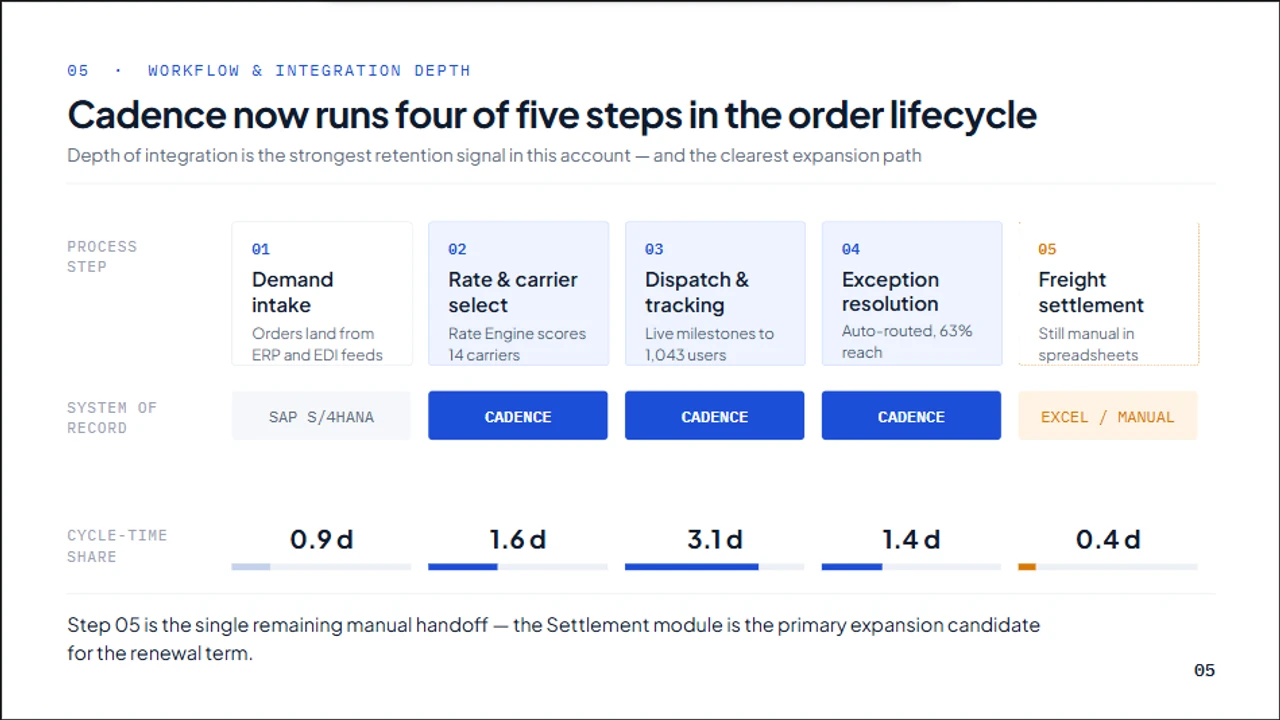 05 · WORKFLOW & INTEGRATION DEPTH
Cadence now runs four of five steps in the order lifecycle
Depth of integration is the strongest retention signal in this account — and the clearest expansion path
PROCESS
STEP
01
Demand
intake
Orders land from
ERP and EDI feeds
02
Rate & carrier
select
Rate Engine scores
14 carriers
03
Dispatch &
tracking
Live milestones to
1,043 users
04
Exception
resolution
Auto-routed, 63%
reach
05
Freight
settlement
Still manual in
spreadsheets
SYSTEM OF
RECORD
SAP S/4HANA
CADENCE
CADENCE
CADENCE
EXCEL / MANUAL
CYCLE-TIME
SHARE
0.9 d
1.6 d
3.1 d
1.4 d
0.4 d
Step 05 is the single remaining manual handoff — the Settlement module is the primary expansion candidate
for the renewal term.
05